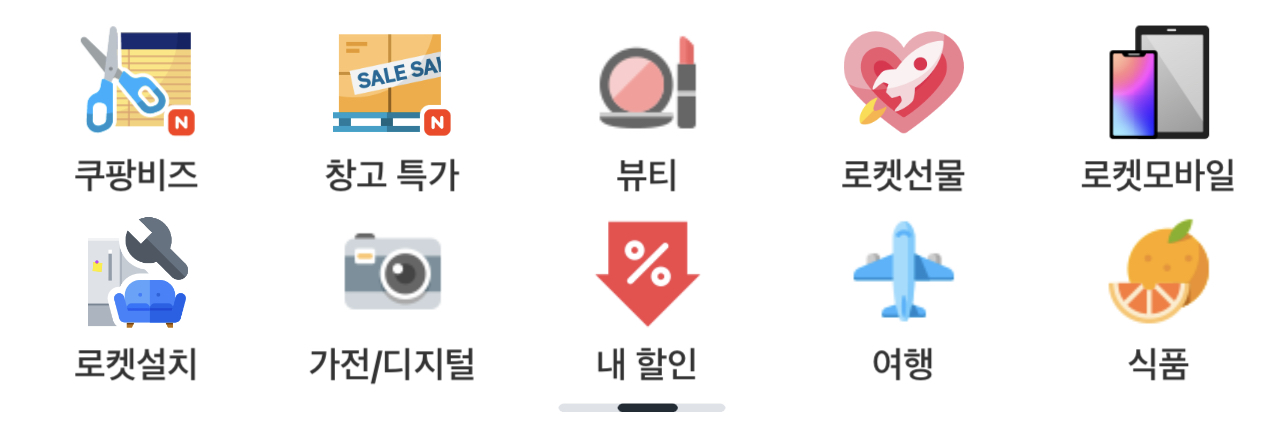 SALE SAL
N
N
쿠팡비즈
창고 특가
뷰티
로켓선물
로켓모바일
%
로켓설치
가전/디지털
내 할인
여행
식품